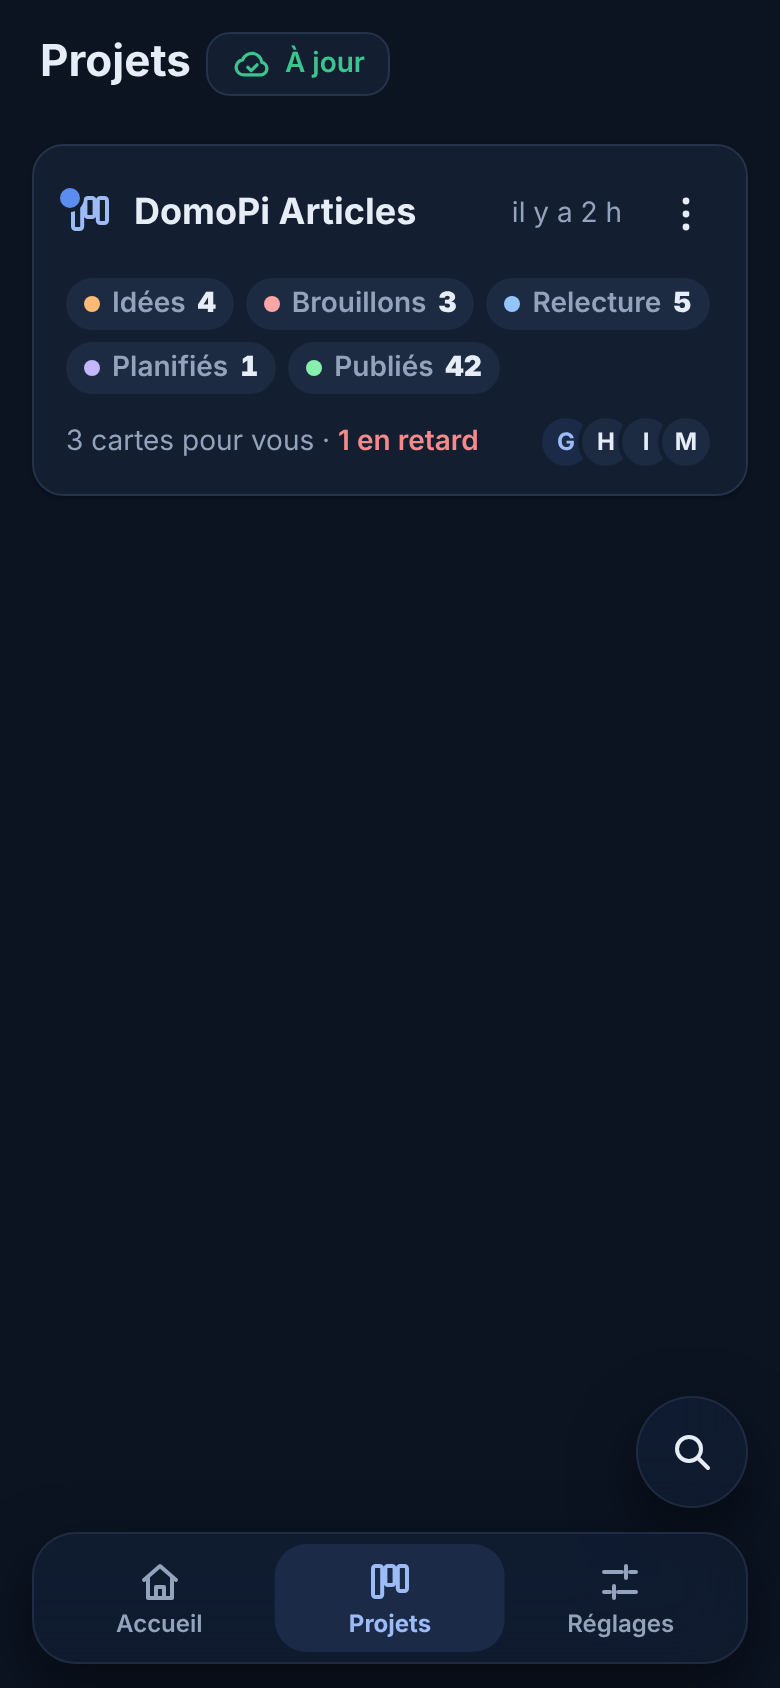 Projets À jour
DomoPi Articles il y a 2 h
Idées 4 Brouillons 3 Relecture 5
Planifiés 1 Publiés 42
3 cartes pour vous · 1 en retard G H I M
Accueil Projets Réglages